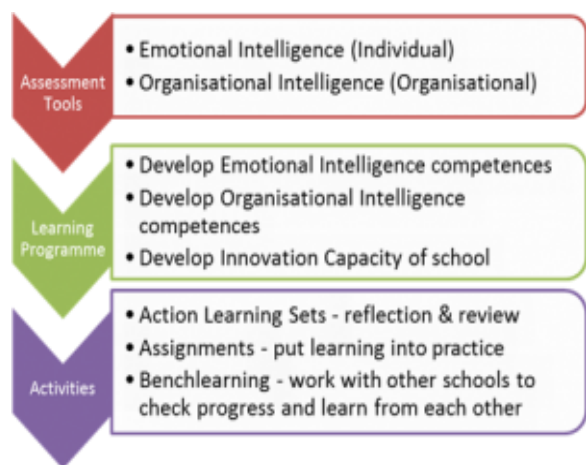 Assessment
Tools
• Emotional Intelligence (Individual)
• Organisational Intelligence (Organisational)
Learning
Programme
• Develop Emotional Intelligence competences
• Develop Organisational Intelligence
competences
• Develop Innovation Capacity of school
Activities
• Action Learning Sets - reflection & review
• Assignments - put learning into practice
• Benchlearning - work with other schools to
check progress and learn from each other